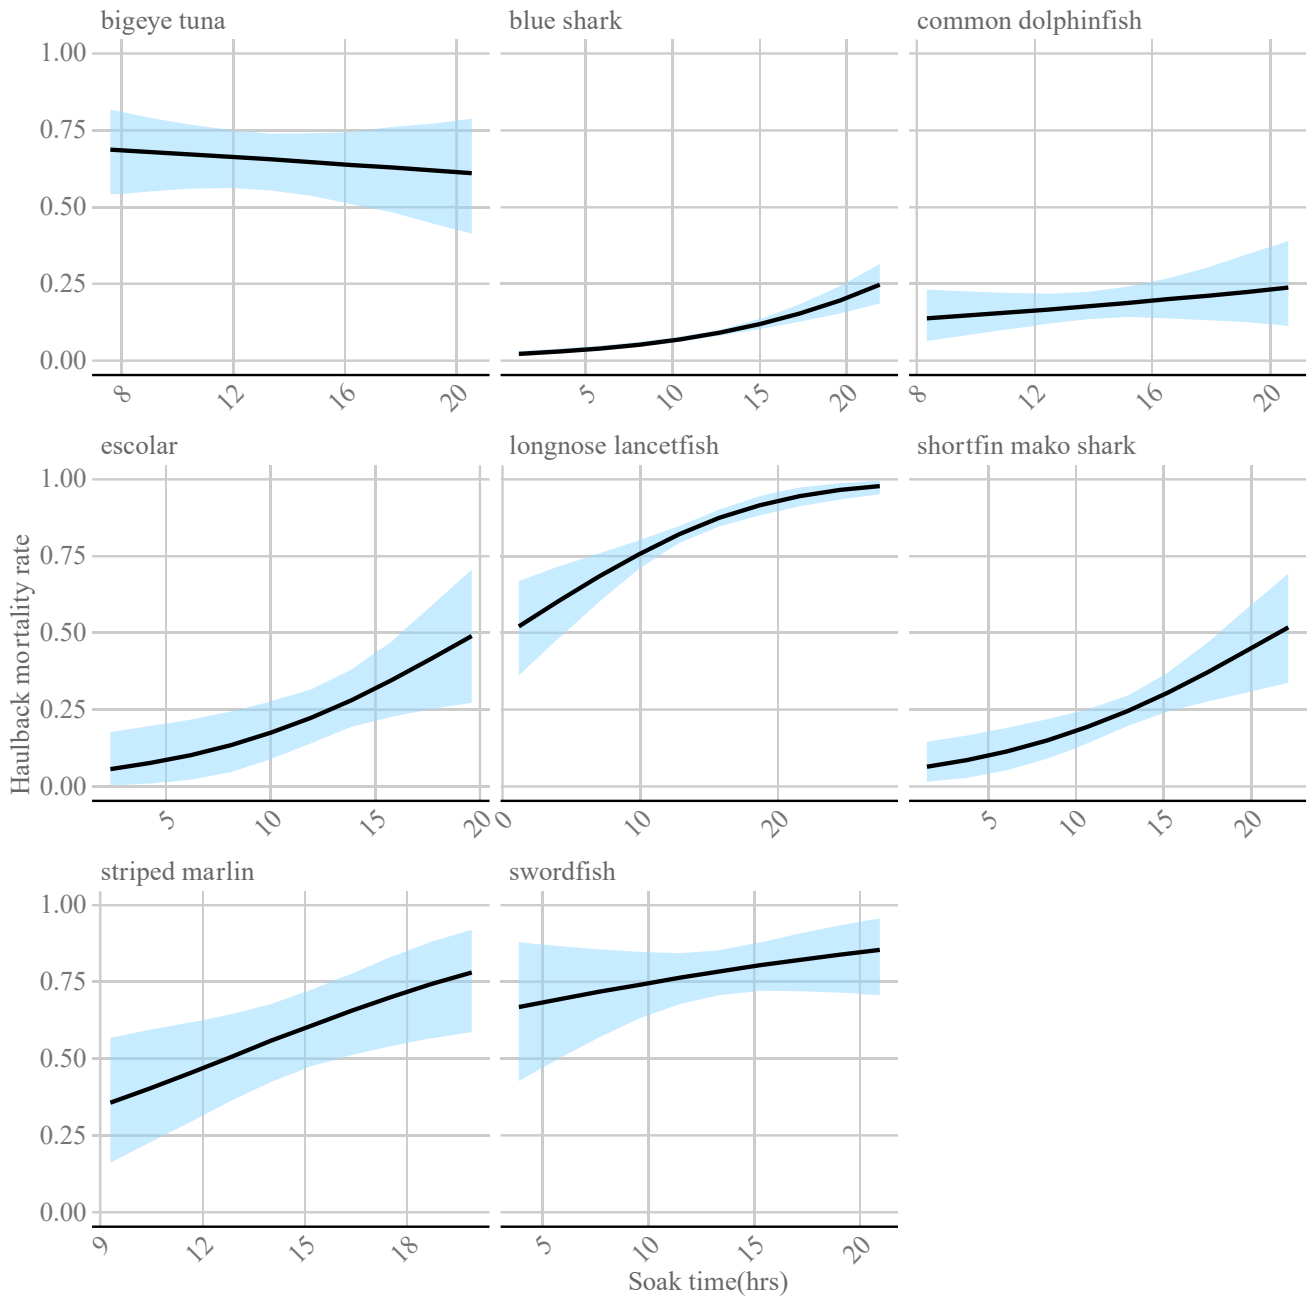 bigeye tuna blue shark common dolphinfish
1.00
0.75
0.50
0.25
0.00
8 12 16 20 5 10 15 20 8 12 16 20
escolar longnose lancetfish shortfin mako shark
1.00
0.75
0.50
0.25
0.00
5 10 15 20 0 10 20 5 10 15 20
Haulback mortality rate
striped marlin swordfish
1.00
0.75
0.50
0.25
0.00
9 12 15 18 5 10 15 20
Soak time(hrs)